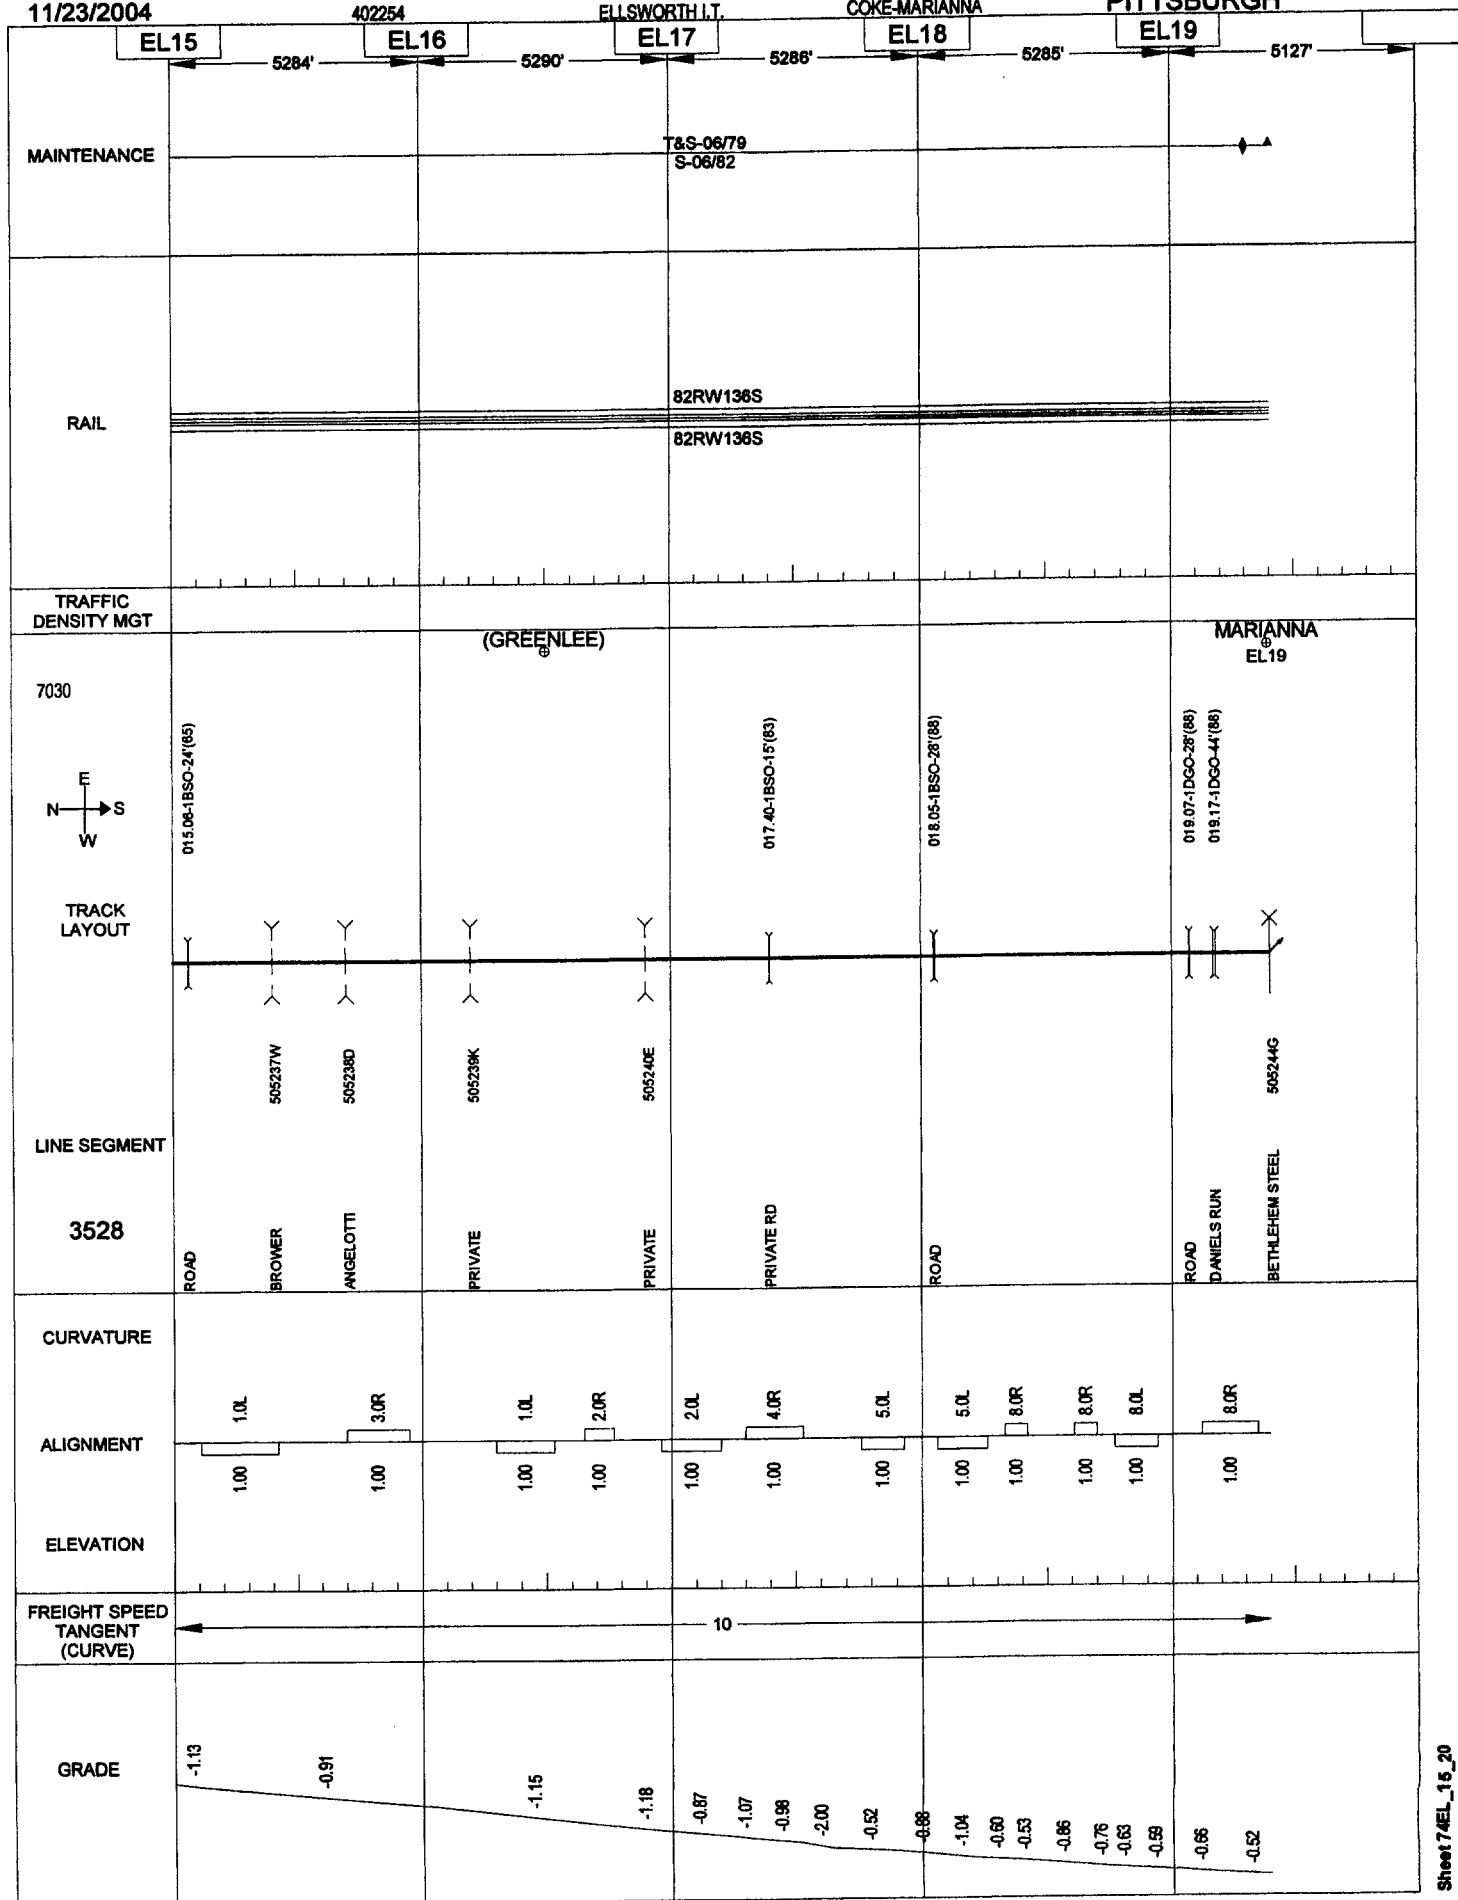 11/23/2004 402254 ELLSWORTH I.T. COKE-MARIANNA PITTSBURGH
EL15 EL16 EL17 EL18 EL19
5284' 5290' 5286' 5285' 5127'
MAINTENANCE
T&S-06/79
S-06/82
RAIL
82RW136S
82RW136S
TRAFFIC
DENSITY MGT
(GREENLEE)
MARIANNA
EL19
7030
E
N S
W
015.06-1BSO-24'(65)
017.40-1BSO-15'(83)
018.05-1BSO-28'(88)
019.07-1DGO-28'(88)
019.17-1DGO-44'(88)
TRACK
LAYOUT
505237W
505238D
505239K
505240E
505244G
LINE SEGMENT
3528
ROAD
BROWER
ANGELOTTI
PRIVATE
PRIVATE
PRIVATE RD
ROAD
ROAD
DANIELS RUN
BETHLEHEM STEEL
CURVATURE
1.0L 3.0R 1.0L 2.0R 2.0L 4.0R 5.0L 5.0L 8.0R 8.0R 8.0L 8.0R
ALIGNMENT
1.00 1.00 1.00 1.00 1.00 1.00 1.00 1.00 1.00 1.00 1.00 1.00
ELEVATION
FREIGHT SPEED
TANGENT
(CURVE)
10
GRADE
-1.13 -0.91 -1.15 -1.18 -0.87 -1.07 -0.98 -2.00 -0.52 -0.88 -1.04 -0.60 -0.53 -0.86 -0.76 -0.63 -0.59 -0.66 -0.52
Sheet 74EL_15_20